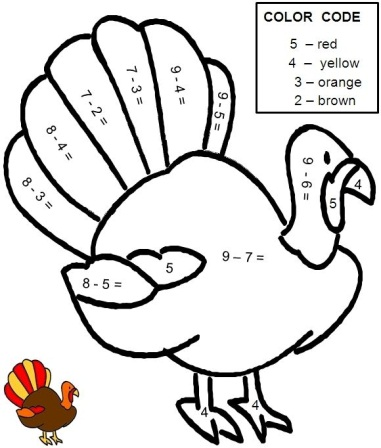 COLOR CODE
5 – red
4 – yellow
3 – orange
2 – brown
8 - 3 =
8 - 4 =
7 - 2 =
7 - 3 =
9 - 4 =
9 - 5 =
9 - 6 =
4
5
9 – 7 =
5
8 - 5 =
4
4